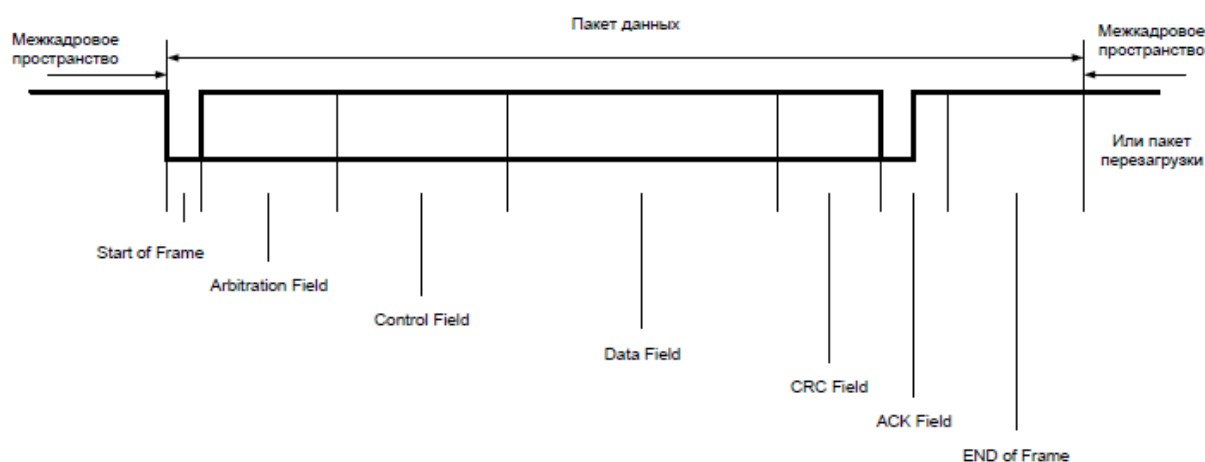 Пакет данных
Межкадровое
пространство
Межкадровое
пространство
Или пакет
перезагрузки
Start of Frame
Arbitration Field
Control Field
Data Field
CRC Field
ACK Field
END of Frame